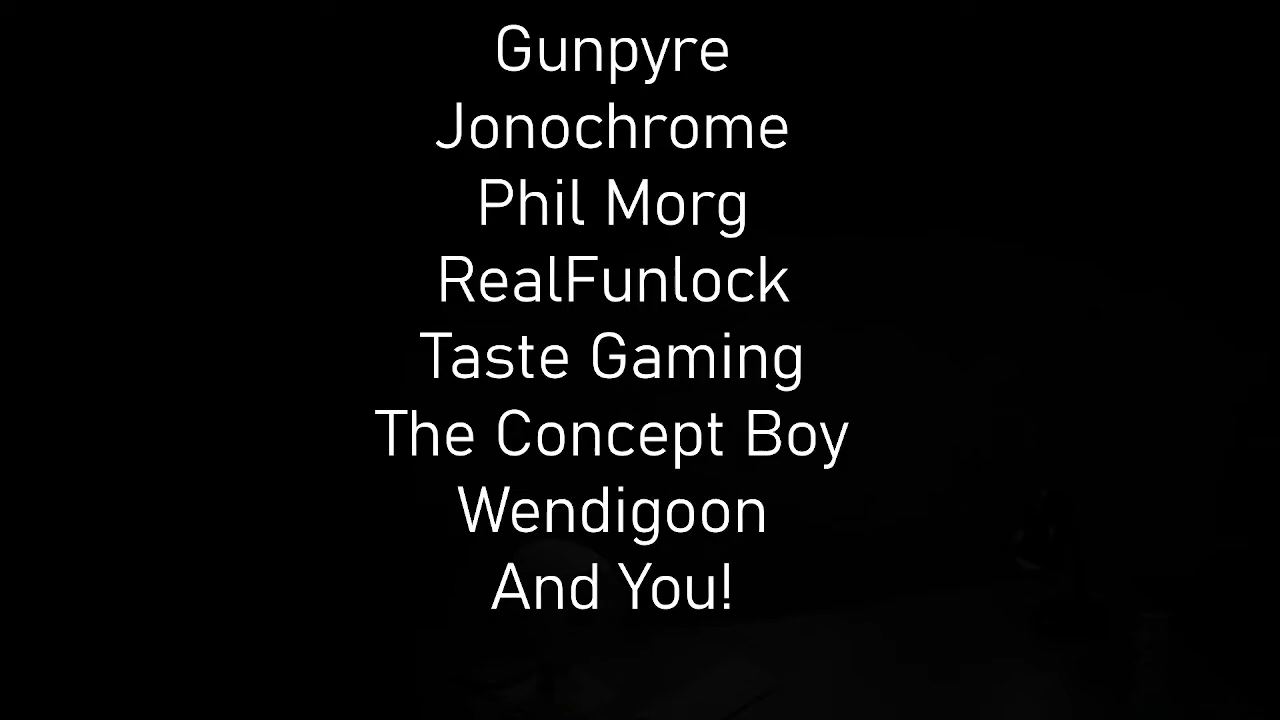 Gunpyre
Jonochrome
Phil Morg
RealFunlock
Taste Gaming
The Concept Boy
Wendigoon
And You!